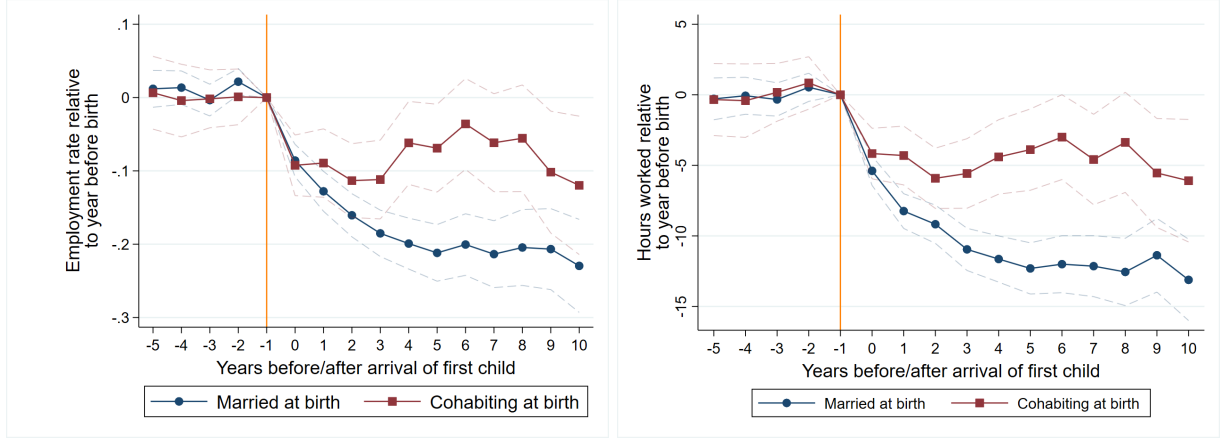 Employment rate relative
to year before birth
.1
0
-.1
-.2
-.3
-5 -4 -3 -2 -1 0 1 2 3 4 5 6 7 8 9 10
Years before/after arrival of first child
Married at birth Cohabiting at birth
Hours worked relative
to year before birth
5
0
-5
-10
-15
-5 -4 -3 -2 -1 0 1 2 3 4 5 6 7 8 9 10
Years before/after arrival of first child
Married at birth Cohabiting at birth